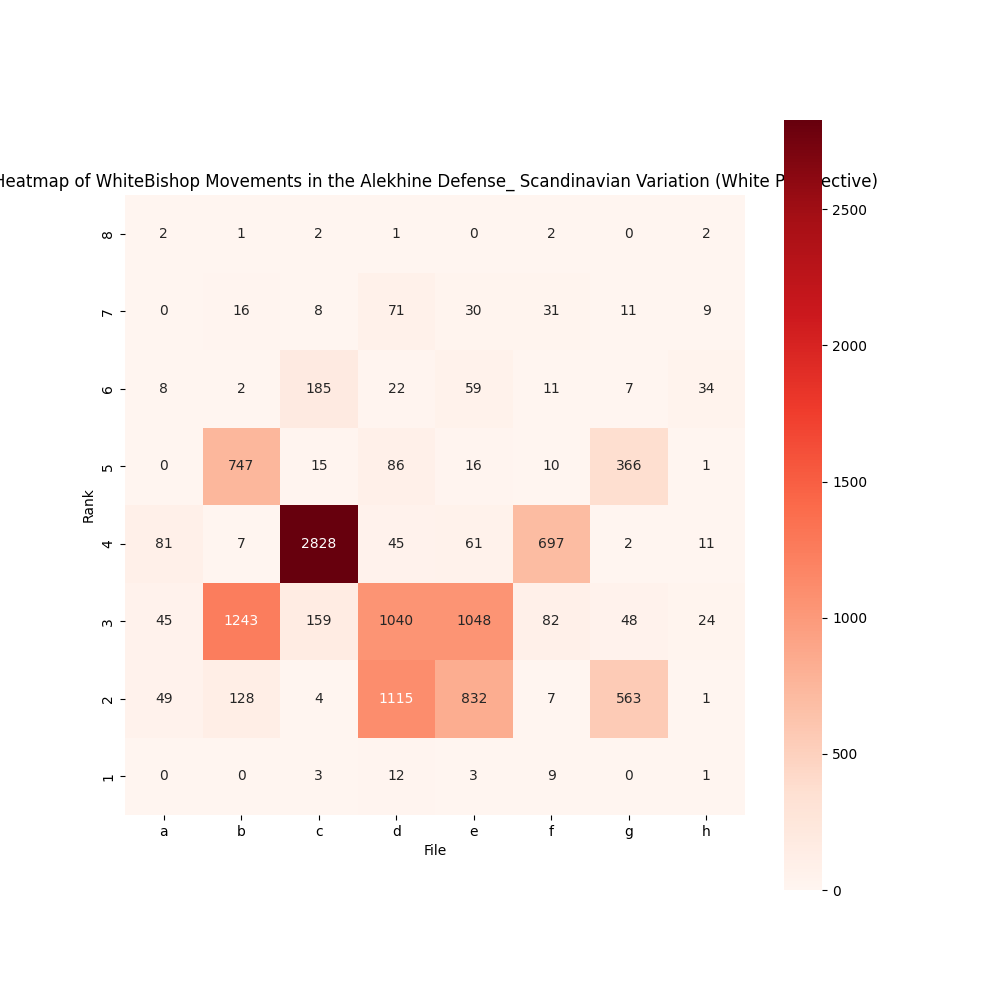 Heatmap of WhiteBishop Movements in the Alekhine Defense_ Scandinavian Variation (White P ective)
8 2 1 2 1 0 2 0 2
2500
7 0 16 8 71 30 31 11 9
2000
6 8 2 185 22 59 11 7 34
5 0 747 15 86 16 10 366 1
1500
Rank
4 81 7 2828 45 61 697 2 11
1000
3 45 1243 159 1040 1048 82 48 24
2 49 128 4 1115 832 7 563 1
500
1 0 0 3 12 3 9 0 1
a b c d e f g h
File
0